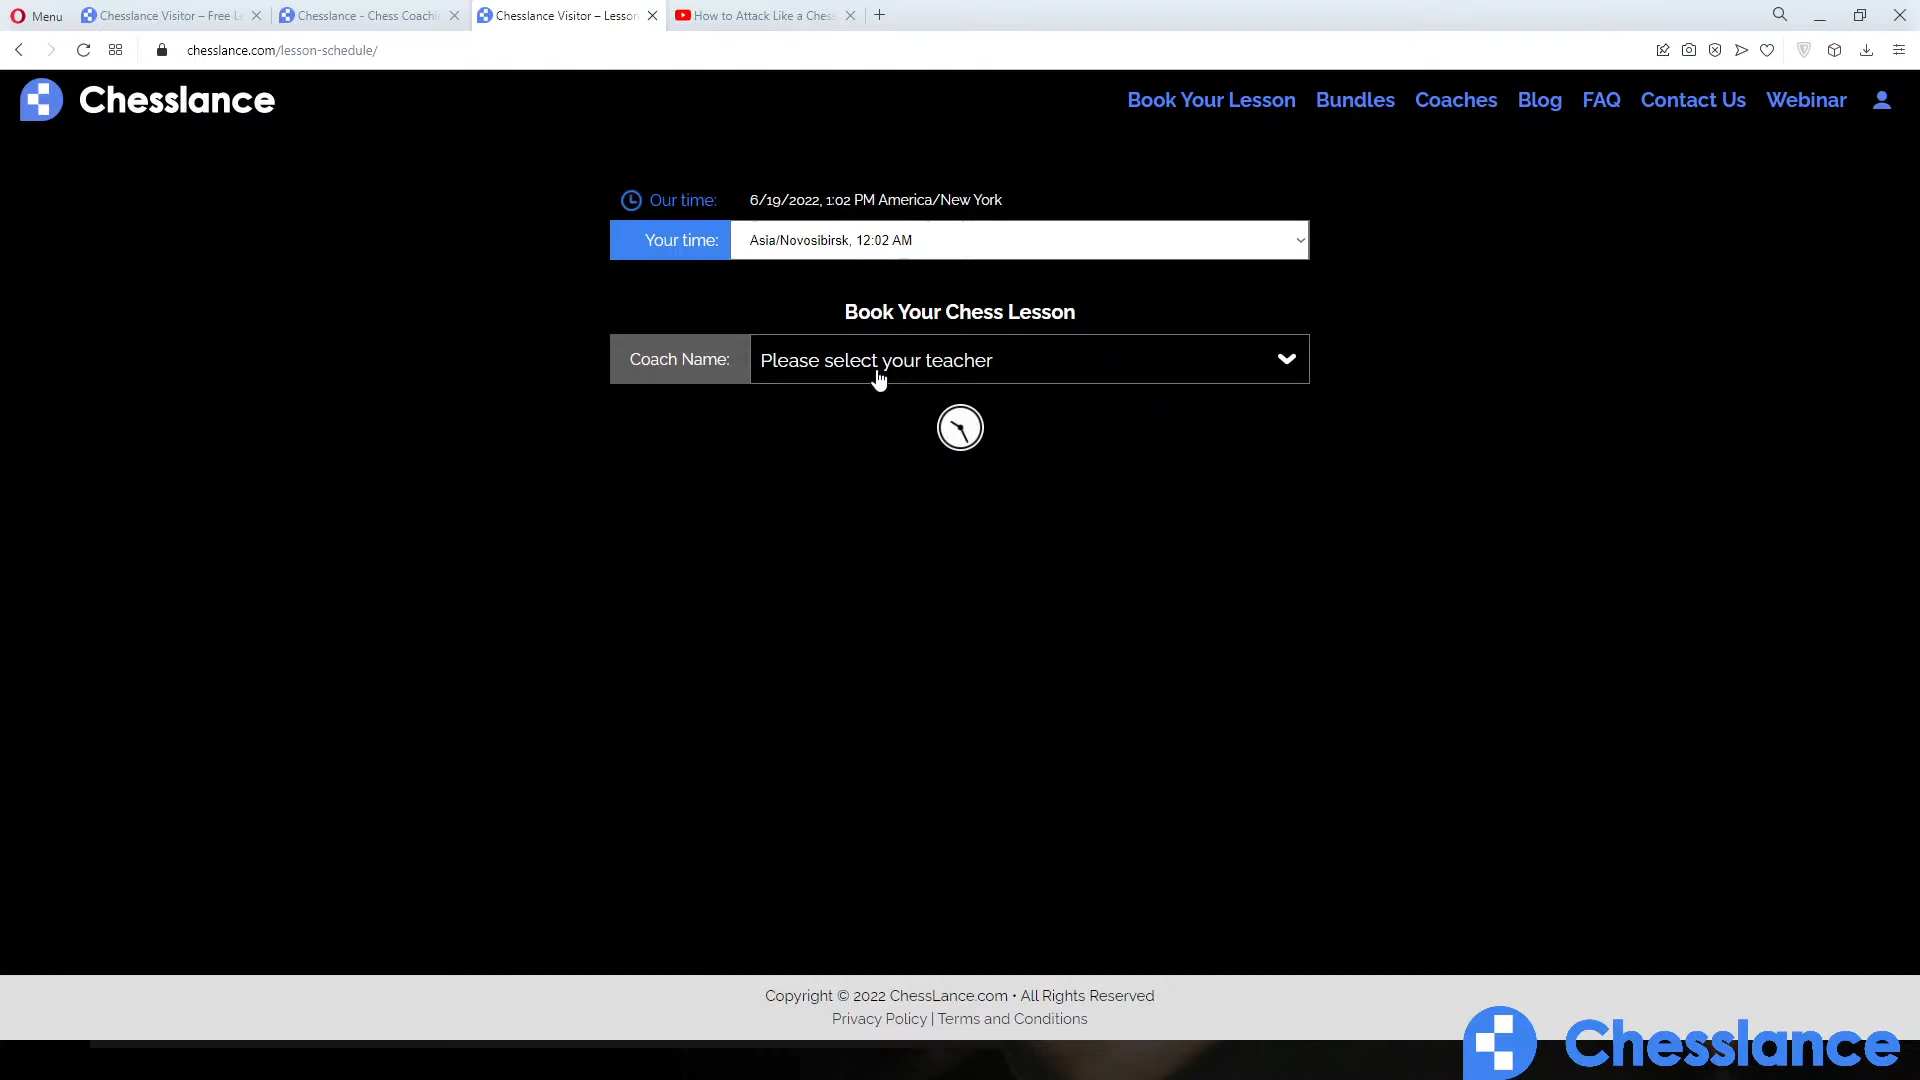 Menu
Chesslance Visitor – Free L
Chesslance - Chess Coachi
Chesslance Visitor – Lesson
How to Attack Like a Chess
chesslance.com/lesson-schedule/
Chesslance
Book Your Lesson
Bundles
Coaches
Blog
FAQ
Contact Us
Webinar
Our time: 6/19/2022, 1:02 PM America/New York
Your time: Asia/Novosibirsk, 12:02 AM
Book Your Chess Lesson
Coach Name: Please select your teacher
Copyright © 2022 ChessLance.com • All Rights Reserved
Privacy Policy | Terms and Conditions
Chesslance